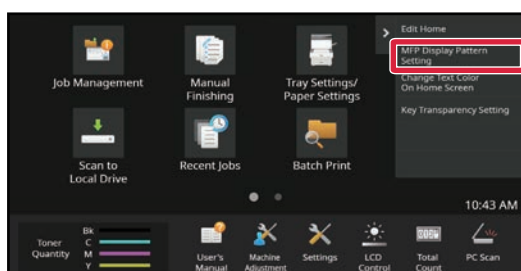 Edit Home
MFP Display Pattern
Setting
Change Text Color
On Home Screen
Key Transparency Setting
Job Management
Manual
Finishing
Tray Settings/
Paper Settings
Scan to
Local Drive
Recent Jobs
Batch Print
10:43 AM
Toner
Quantity
Bk
C
M
Y
User's
Manual
Machine
Adjustment
Settings
LCD
Control
Total
Count
PC Scan